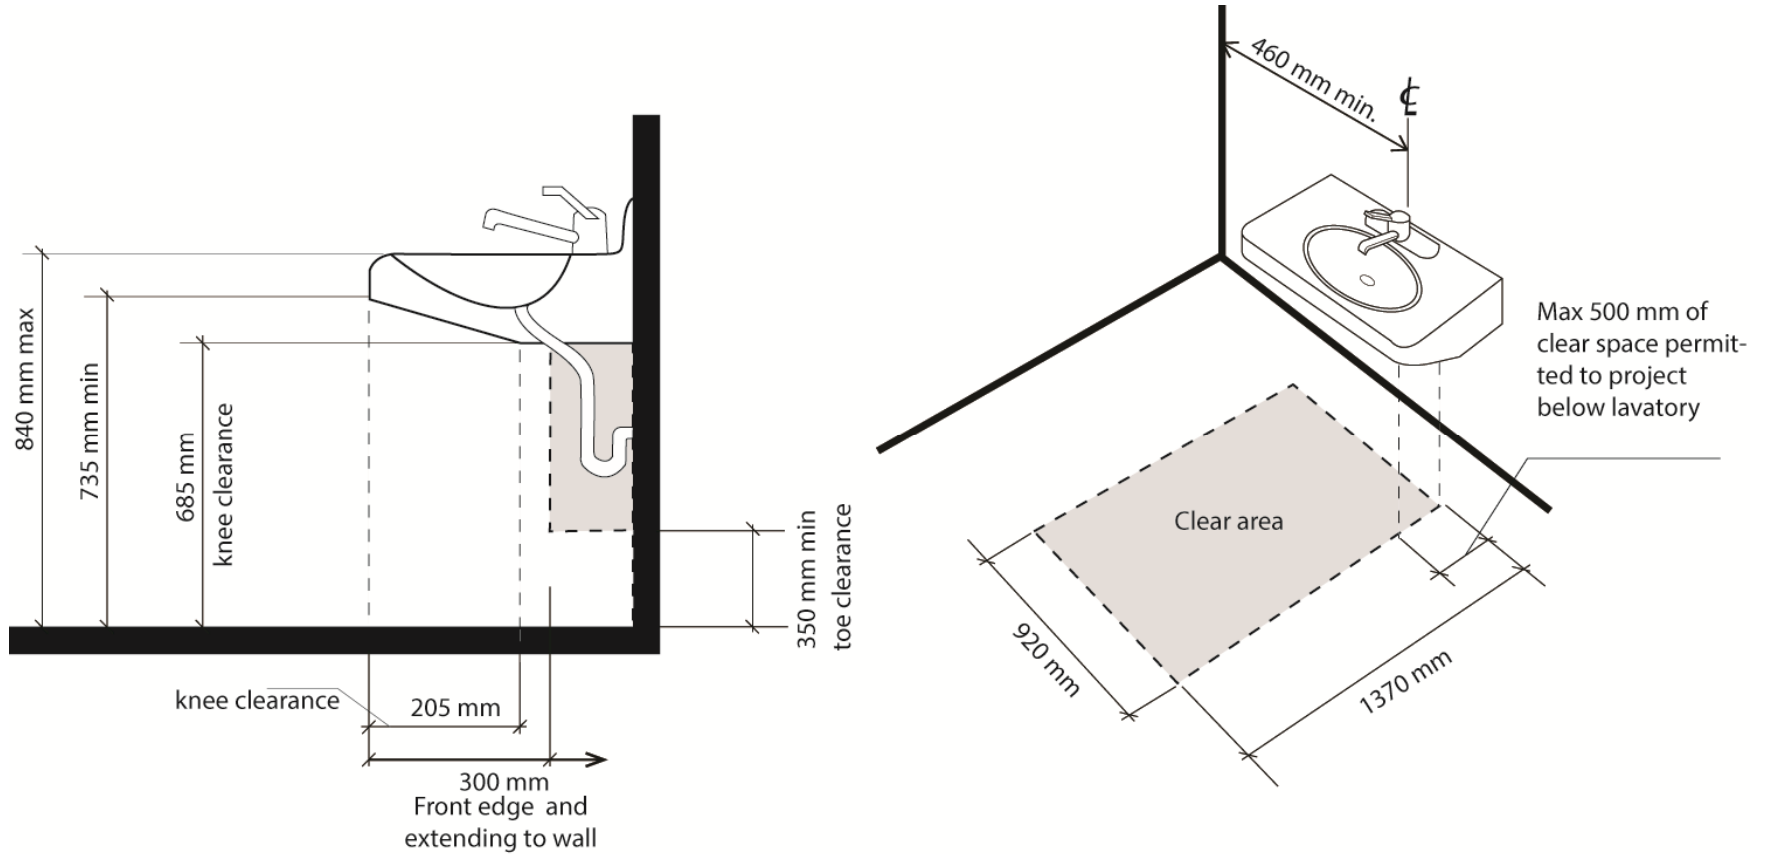 840 mm max
735 mm min
685 mm
knee clearance
350 mm min
toe clearance
knee clearance
205 mm
300 mm
Front edge and
extending to wall
460 mm min.
℄
Max 500 mm of
clear space permit-
ted to project
below lavatory
Clear area
920 mm
1370 mm